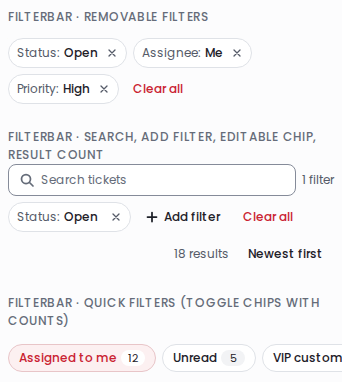 FILTERBAR · REMOVABLE FILTERS
Status: Open ×
Assignee: Me ×
Priority: High ×
Clear all
FILTERBAR · SEARCH, ADD FILTER, EDITABLE CHIP,
RESULT COUNT
Search tickets
1 filter
Status: Open ×
+ Add filter
Clear all
18 results
Newest first
FILTERBAR · QUICK FILTERS (TOGGLE CHIPS WITH
COUNTS)
Assigned to me 12
Unread 5
VIP custom